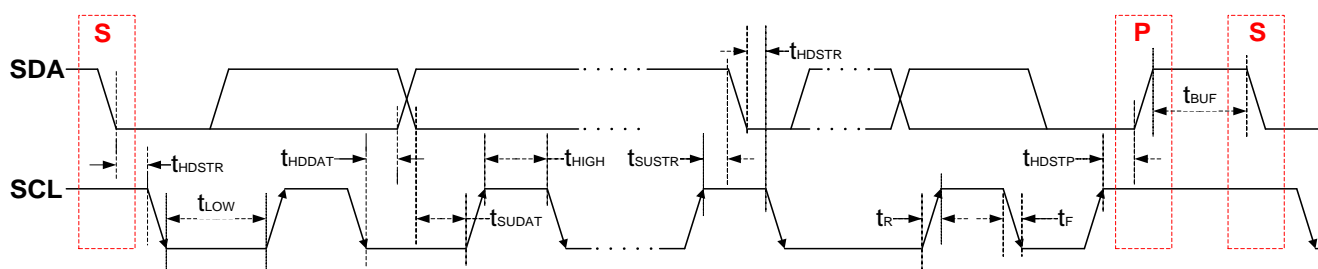 S P S
tHDSTR
SDA
tBUF
tHDSTR tHDDAT tHIGH tSUSTR tHDSTP
SCL
tLOW tSUDAT tR tF